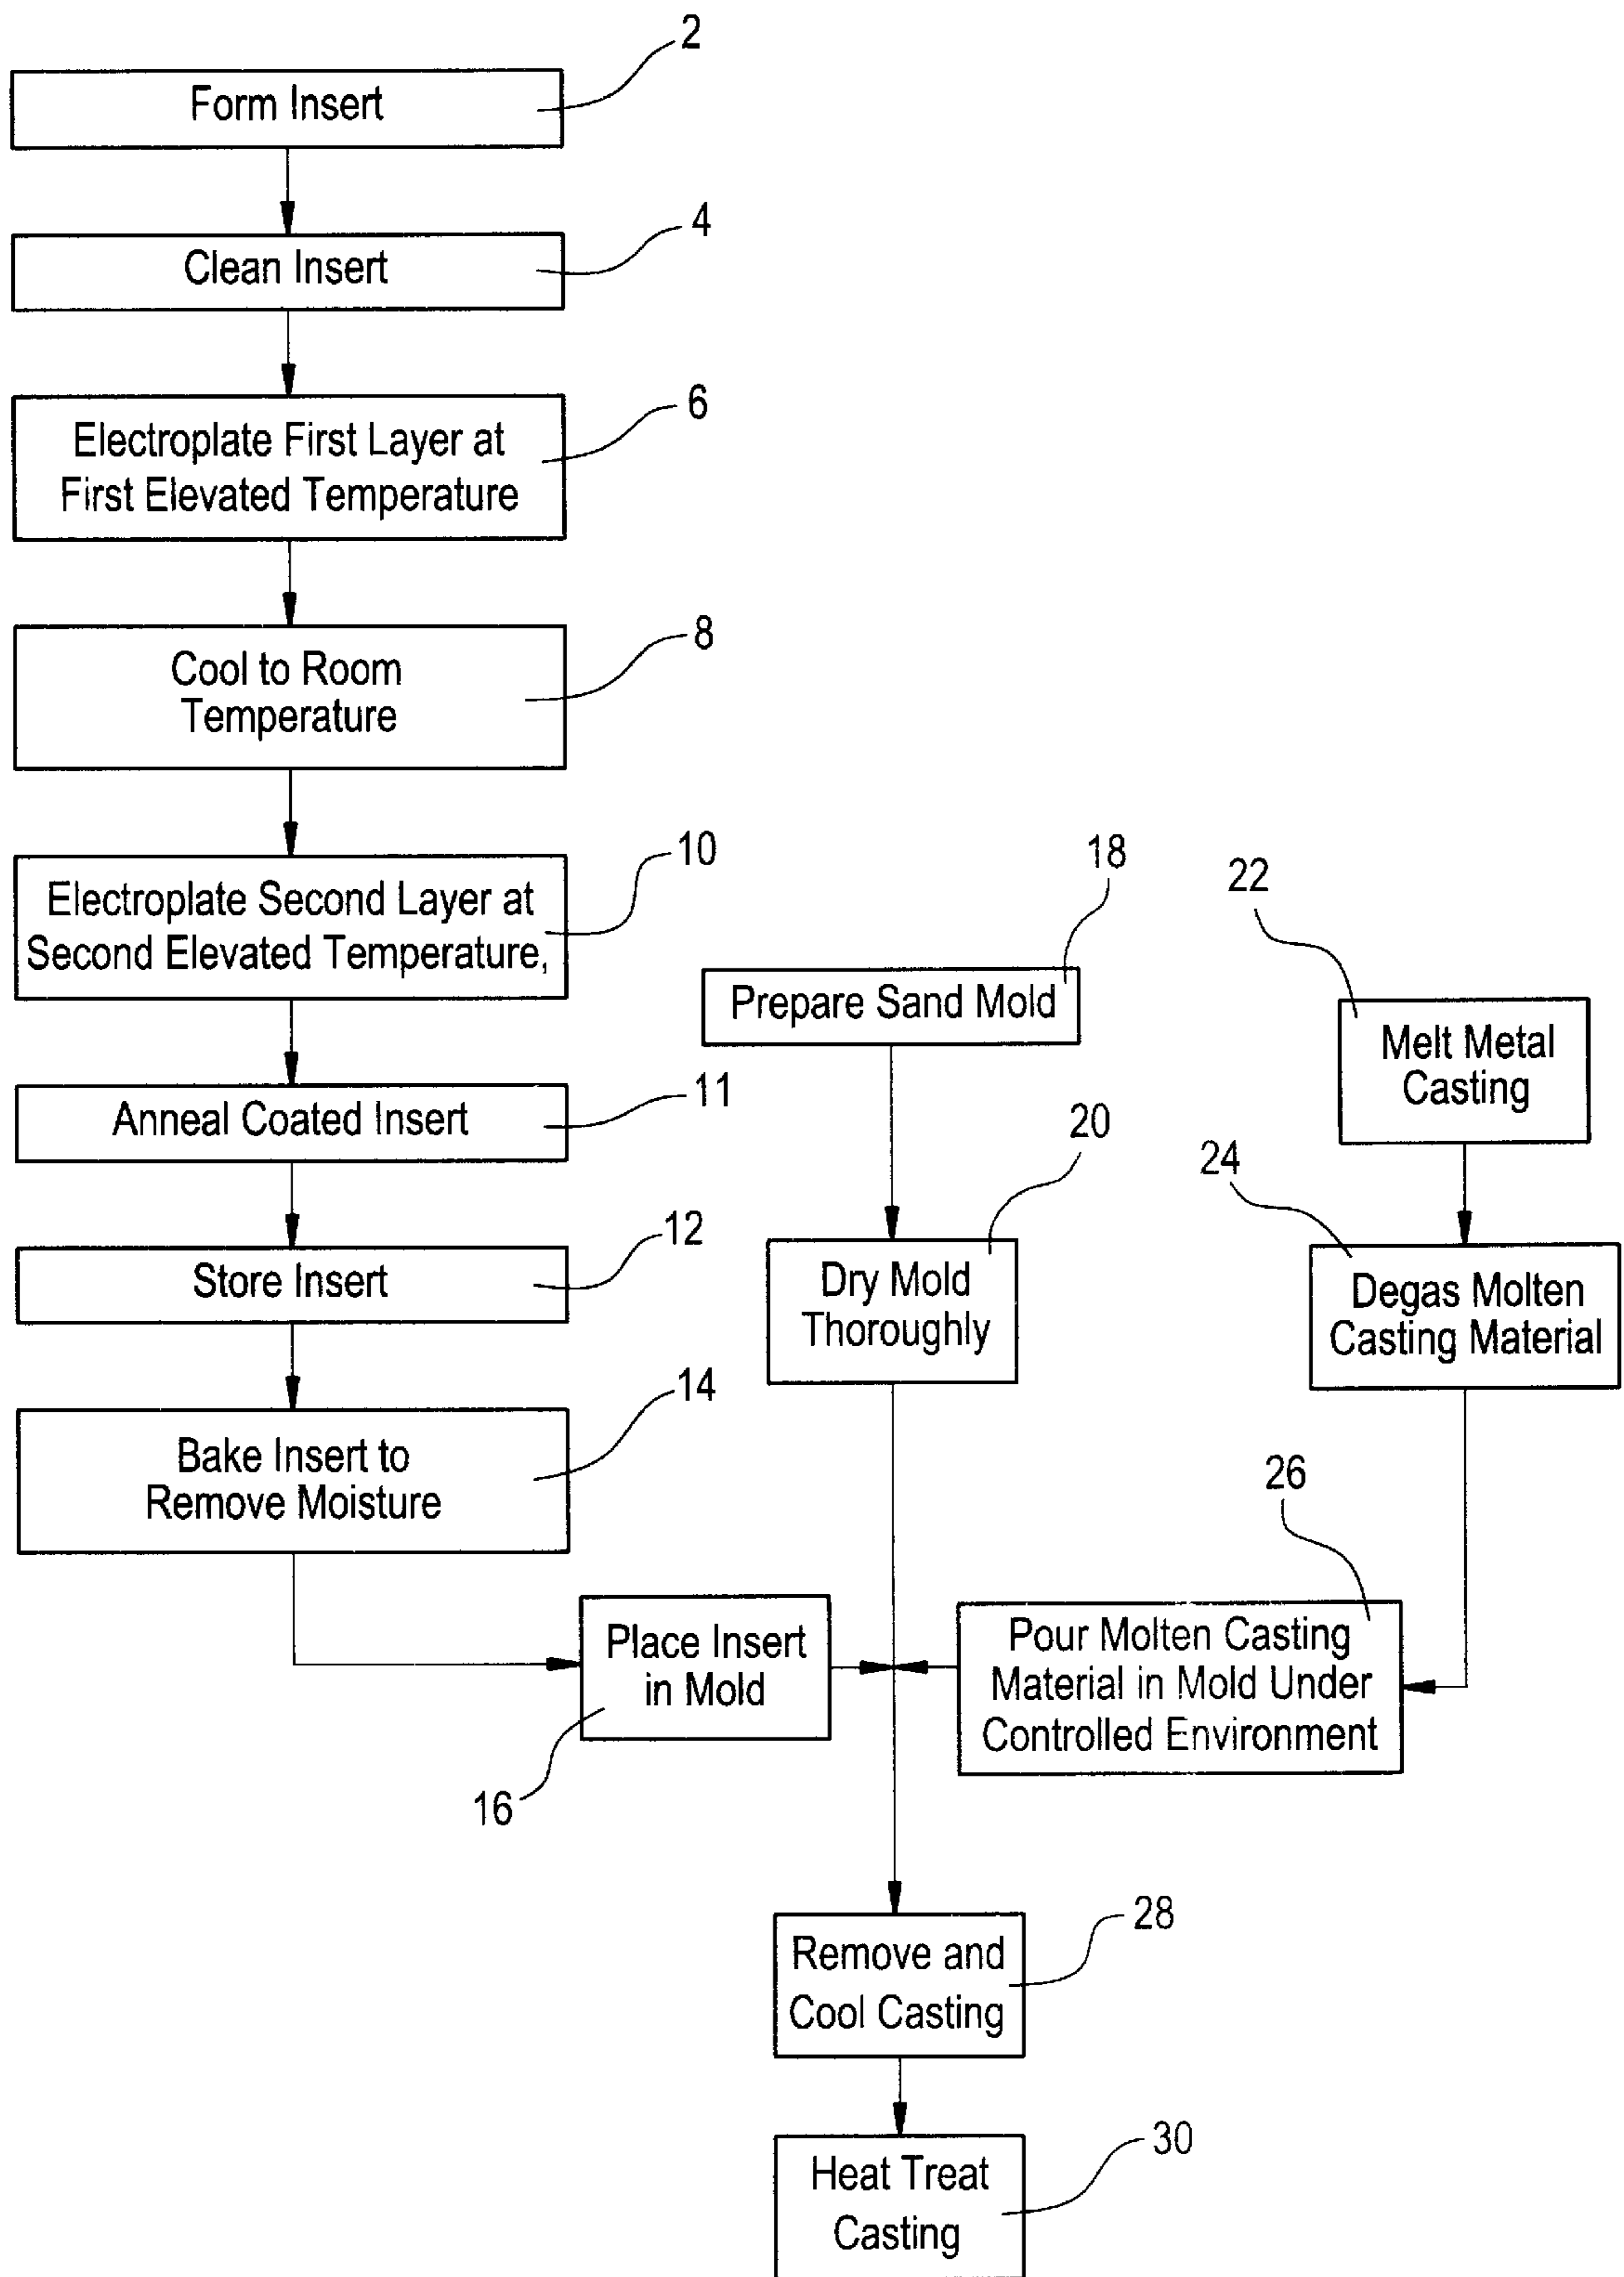 2
Form Insert
4
Clean Insert
6
Electroplate First Layer at
First Elevated Temperature
8
Cool to Room
Temperature
10
Electroplate Second Layer at
Second Elevated Temperature,
11
Anneal Coated Insert
12
Store Insert
14
Bake Insert to
Remove Moisture
16
Place Insert
in Mold
18
Prepare Sand Mold
20
Dry Mold
Thoroughly
22
Melt Metal
Casting
24
Degas Molten
Casting Material
26
Pour Molten Casting
Material in Mold Under
Controlled Environment
28
Remove and
Cool Casting
30
Heat Treat
Casting